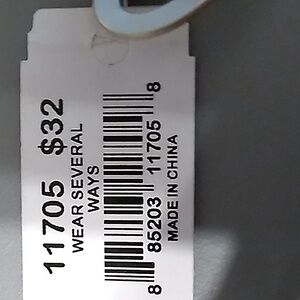 11705 $32
WEAR SEVERAL
WAYS
8 85203 11705 8
MADE IN CHINA